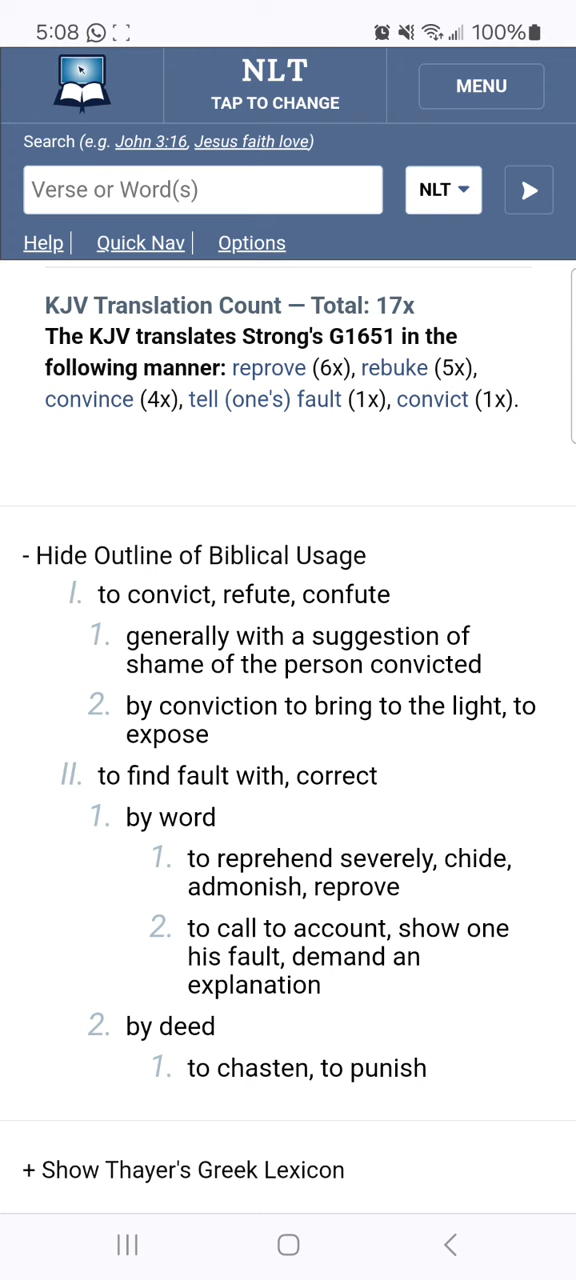 5:08 100%
NLT
TAP TO CHANGE
MENU
Search (e.g. John 3:16, Jesus faith love)
Verse or Word(s)
NLT
Help | Quick Nav | Options
KJV Translation Count — Total: 17x
The KJV translates Strong's G1651 in the
following manner: reprove (6x), rebuke (5x),
convince (4x), tell (one's) fault (1x), convict (1x).
- Hide Outline of Biblical Usage
I. to convict, refute, confute
1. generally with a suggestion of
shame of the person convicted
2. by conviction to bring to the light, to
expose
II. to find fault with, correct
1. by word
1. to reprehend severely, chide,
admonish, reprove
2. to call to account, show one
his fault, demand an
explanation
2. by deed
1. to chasten, to punish
+ Show Thayer's Greek Lexicon